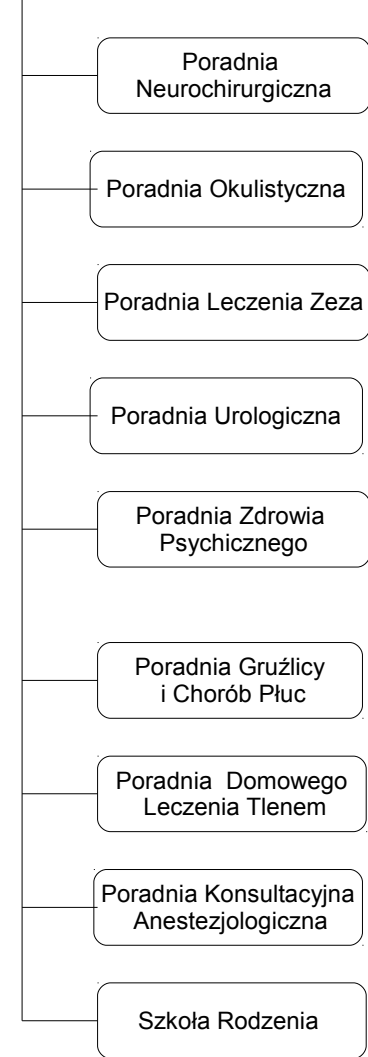 Poradnia
Neurochirurgiczna
Poradnia Okulistyczna
Poradnia Leczenia Zeza
Poradnia Urologiczna
Poradnia Zdrowia
Psychicznego
Poradnia Gruźlicy
i Chorób Płuc
Poradnia Domowego
Leczenia Tlenem
Poradnia Konsultacyjna
Anestezjologiczna
Szkoła Rodzenia